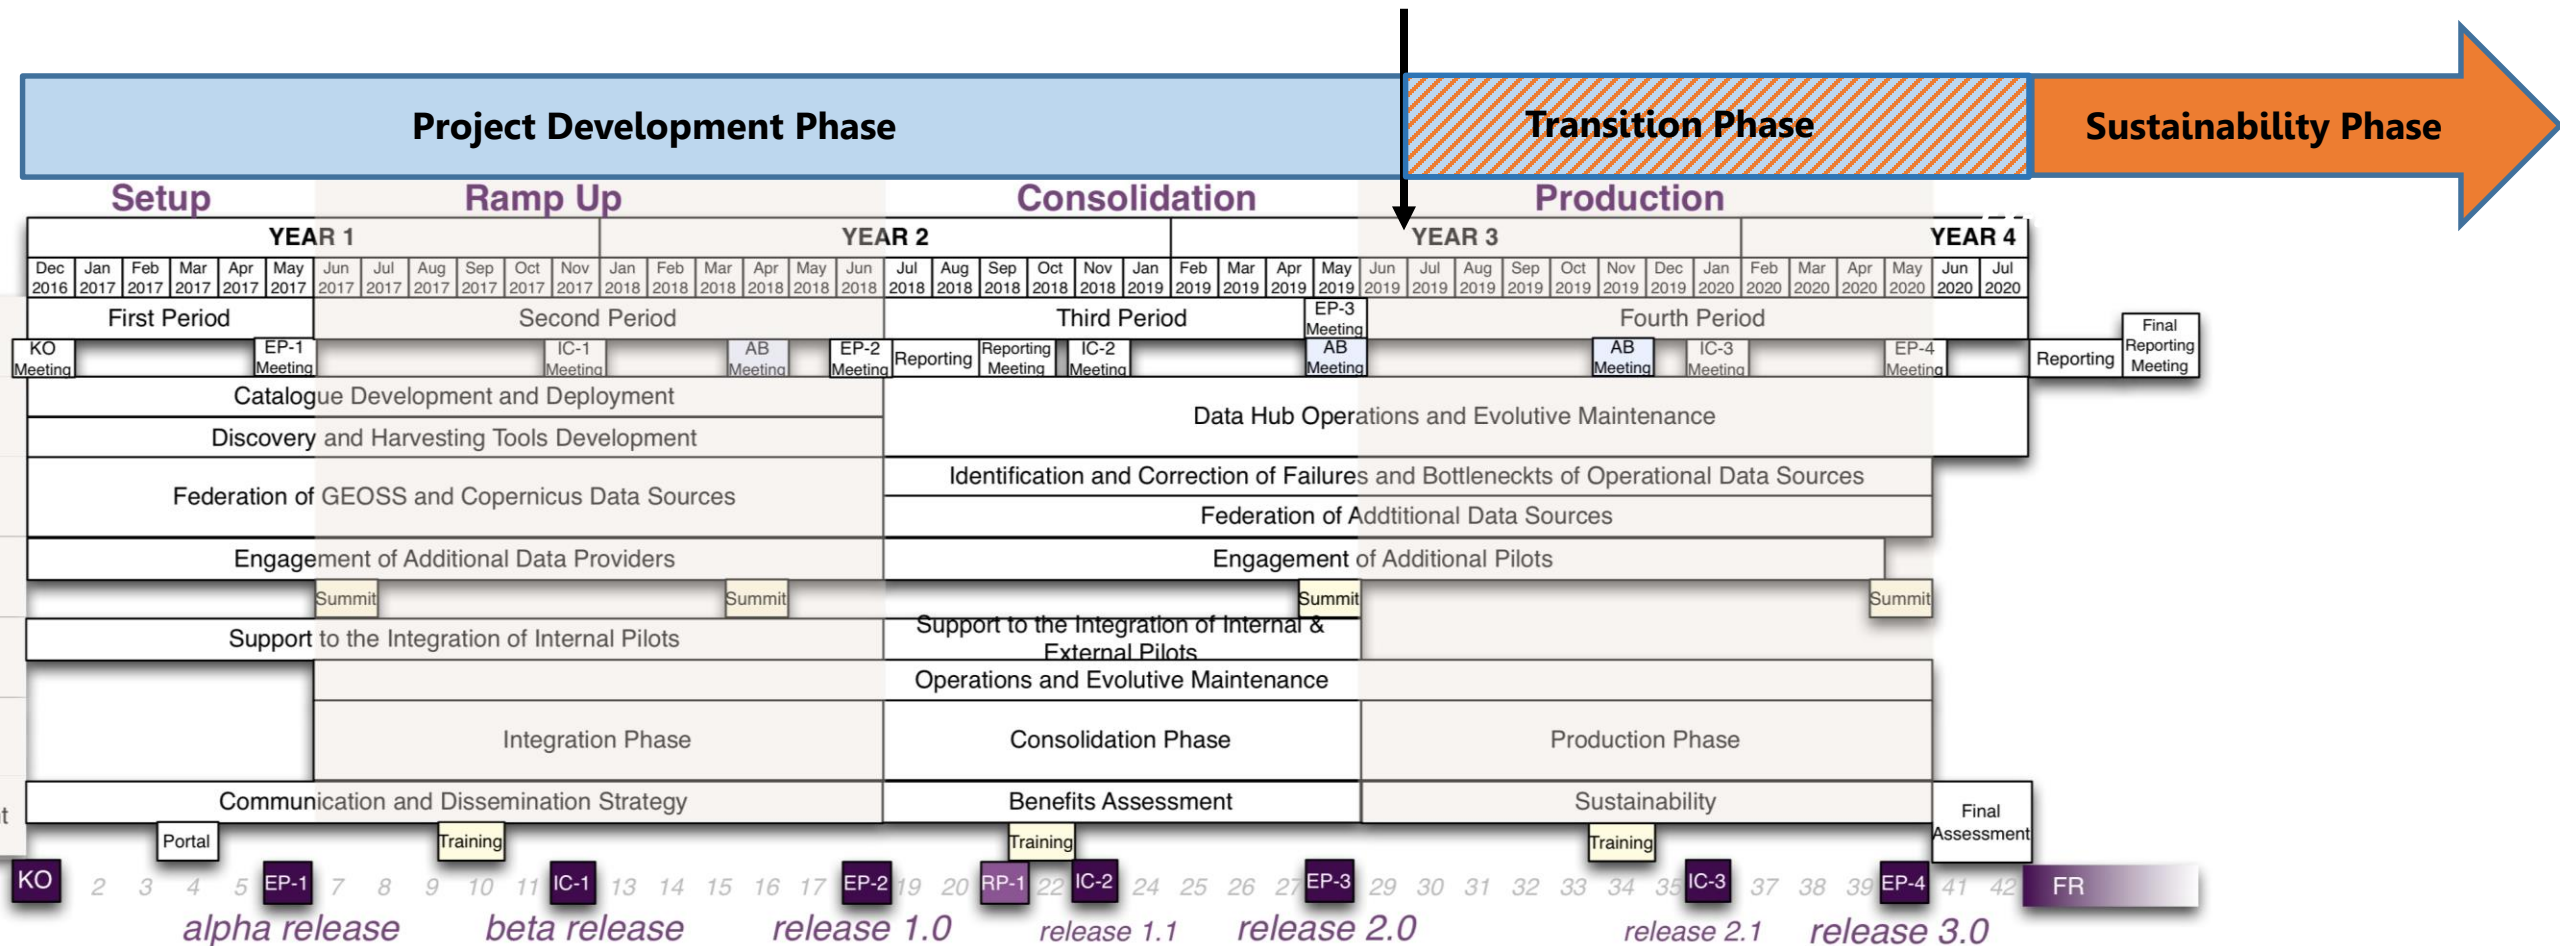 Project Development Phase
Transition Phase
Sustainability Phase
Setup
Ramp Up
Consolidation
Production
YEAR 1
YEAR 2
YEAR 3
YEAR 4
Dec Jan Feb Mar Apr May Jun Jul Aug Sep Oct Nov Jan Feb Mar Apr May Jun Jul Aug Sep Oct Nov Jan Feb Mar Apr May Jun Jul Aug Sep Oct Nov Dec Jan Feb Mar Apr May Jun Jul
2016 2017 2017 2017 2017 2017 2017 2017 2017 2017 2017 2017 2018 2018 2018 2018 2018 2018 2018 2018 2018 2018 2018 2019 2019 2019 2019 2019 2019 2019 2019 2019 2019 2019 2019 2020 2020 2020 2020 2020 2020 2020
First Period
Second Period
Third Period
EP-3
Meeting
Fourth Period
KO
Meeting
EP-1
Meeting
IC-1
Meeting
AB
Meeting
EP-2
Meeting
Reporting
Reporting
Meeting
IC-2
Meeting
AB
Meeting
AB
Meeting
IC-3
Meeting
EP-4
Meeting
Reporting
Final
Reporting
Meeting
Catalogue Development and Deployment
Data Hub Operations and Evolutive Maintenance
Discovery and Harvesting Tools Development
Federation of GEOSS and Copernicus Data Sources
Identification and Correction of Failures and Bottleneckts of Operational Data Sources
Federation of Addtitional Data Sources
Engagement of Additional Data Providers
Engagement of Additional Pilots
Summit
Summit
Summit
Summit
Support to the Integration of Internal Pilots
Support to the Integration of Internal &
External Pilots
Operations and Evolutive Maintenance
Integration Phase
Consolidation Phase
Production Phase
Communication and Dissemination Strategy
Benefits Assessment
Sustainability
Final
Assessment
t
Portal
Training
Training
Training
KO 2 3 4 5 EP-1 7 8 9 10 11 IC-1 13 14 15 16 17 EP-2 19 20 RP-1 22 IC-2 24 25 26 27 EP-3 29 30 31 32 33 34 35 IC-3 37 38 39 EP-4 41 42 FR
alpha release
beta release
release 1.0
release 1.1
release 2.0
release 2.1
release 3.0